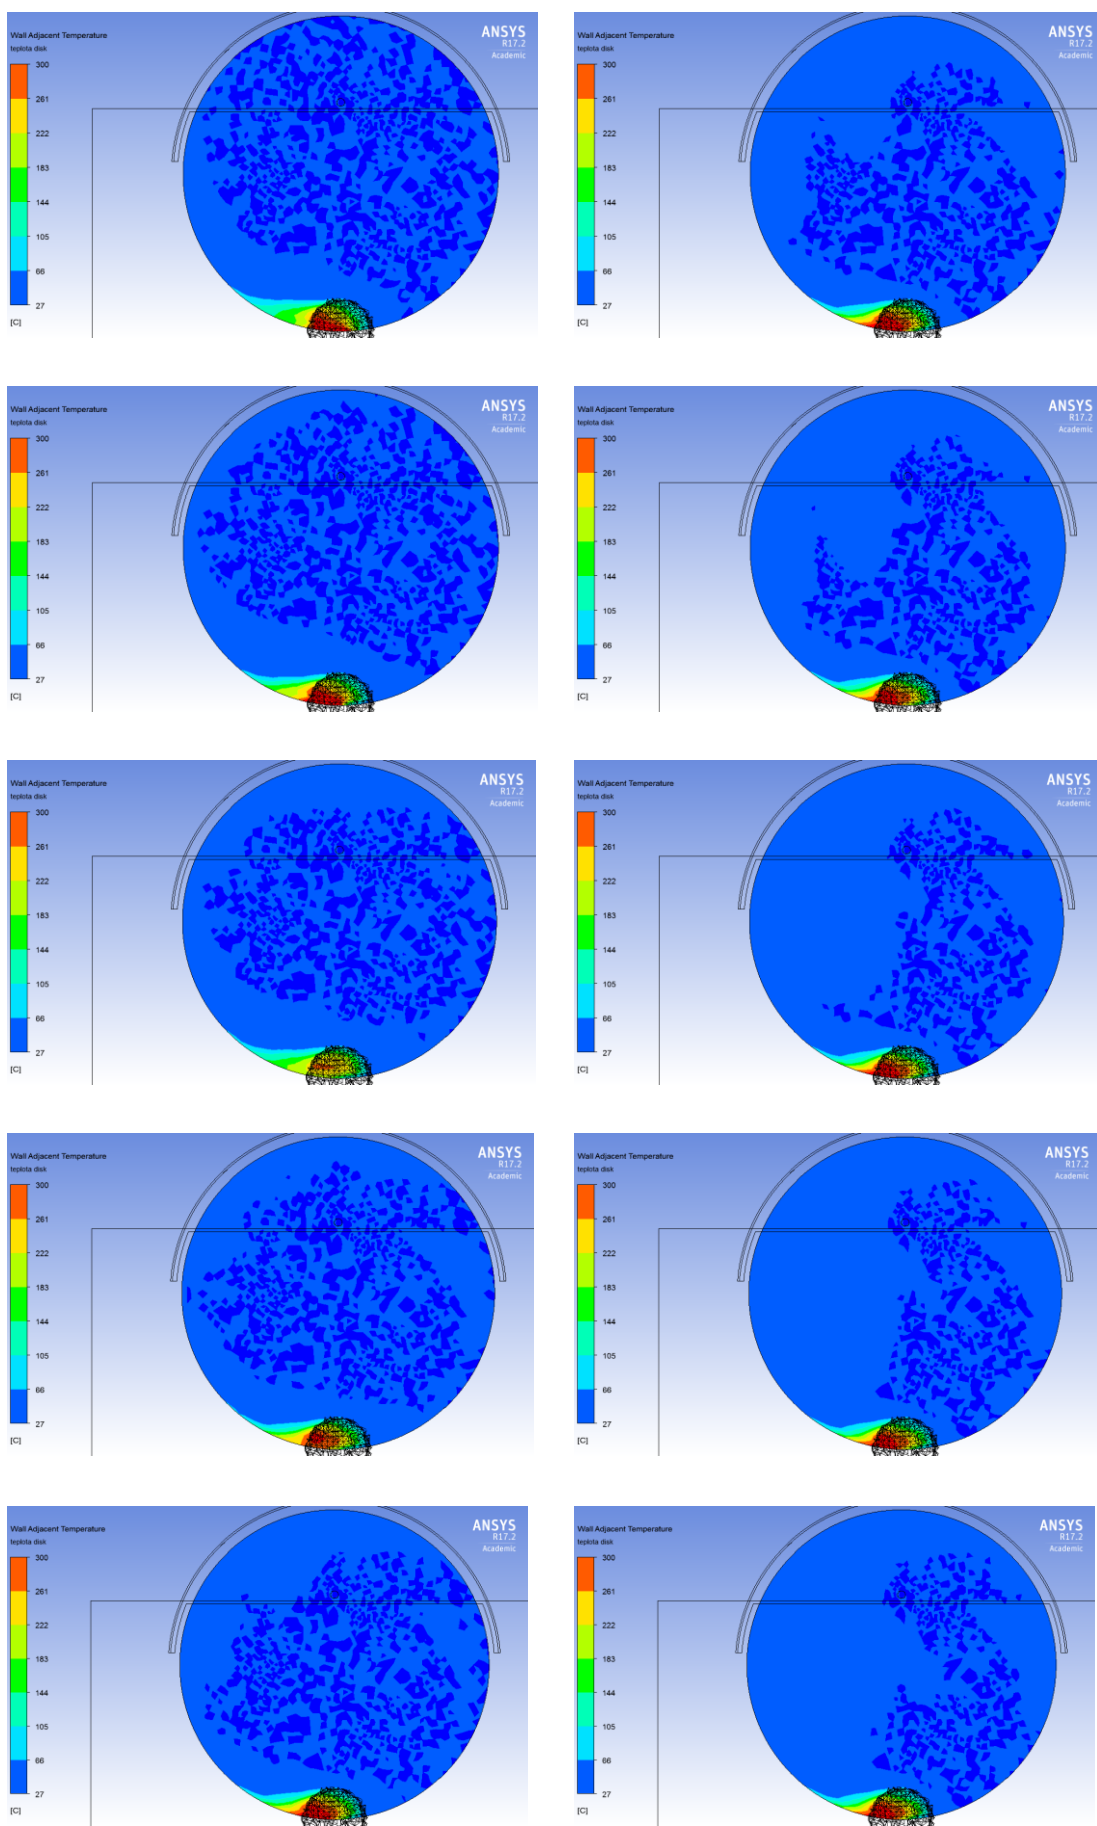 Wall Adjacent Temperature
teplota disk
300
261
222
183
144
105
66
27
[C]
ANSYS
R17.2
Academic
Wall Adjacent Temperature
teplota disk
300
261
222
183
144
105
66
27
[C]
ANSYS
R17.2
Academic
Wall Adjacent Temperature
teplota disk
300
261
222
183
144
105
66
27
[C]
ANSYS
R17.2
Academic
Wall Adjacent Temperature
teplota disk
300
261
222
183
144
105
66
27
[C]
ANSYS
R17.2
Academic
Wall Adjacent Temperature
teplota disk
300
261
222
183
144
105
66
27
[C]
ANSYS
R17.2
Academic
Wall Adjacent Temperature
teplota disk
300
261
222
183
144
105
66
27
[C]
ANSYS
R17.2
Academic
Wall Adjacent Temperature
teplota disk
300
261
222
183
144
105
66
27
[C]
ANSYS
R17.2
Academic
Wall Adjacent Temperature
teplota disk
300
261
222
183
144
105
66
27
[C]
ANSYS
R17.2
Academic
Wall Adjacent Temperature
teplota disk
300
261
222
183
144
105
66
27
[C]
ANSYS
R17.2
Academic
Wall Adjacent Temperature
teplota disk
300
261
222
183
144
105
66
27
[C]
ANSYS
R17.2
Academic